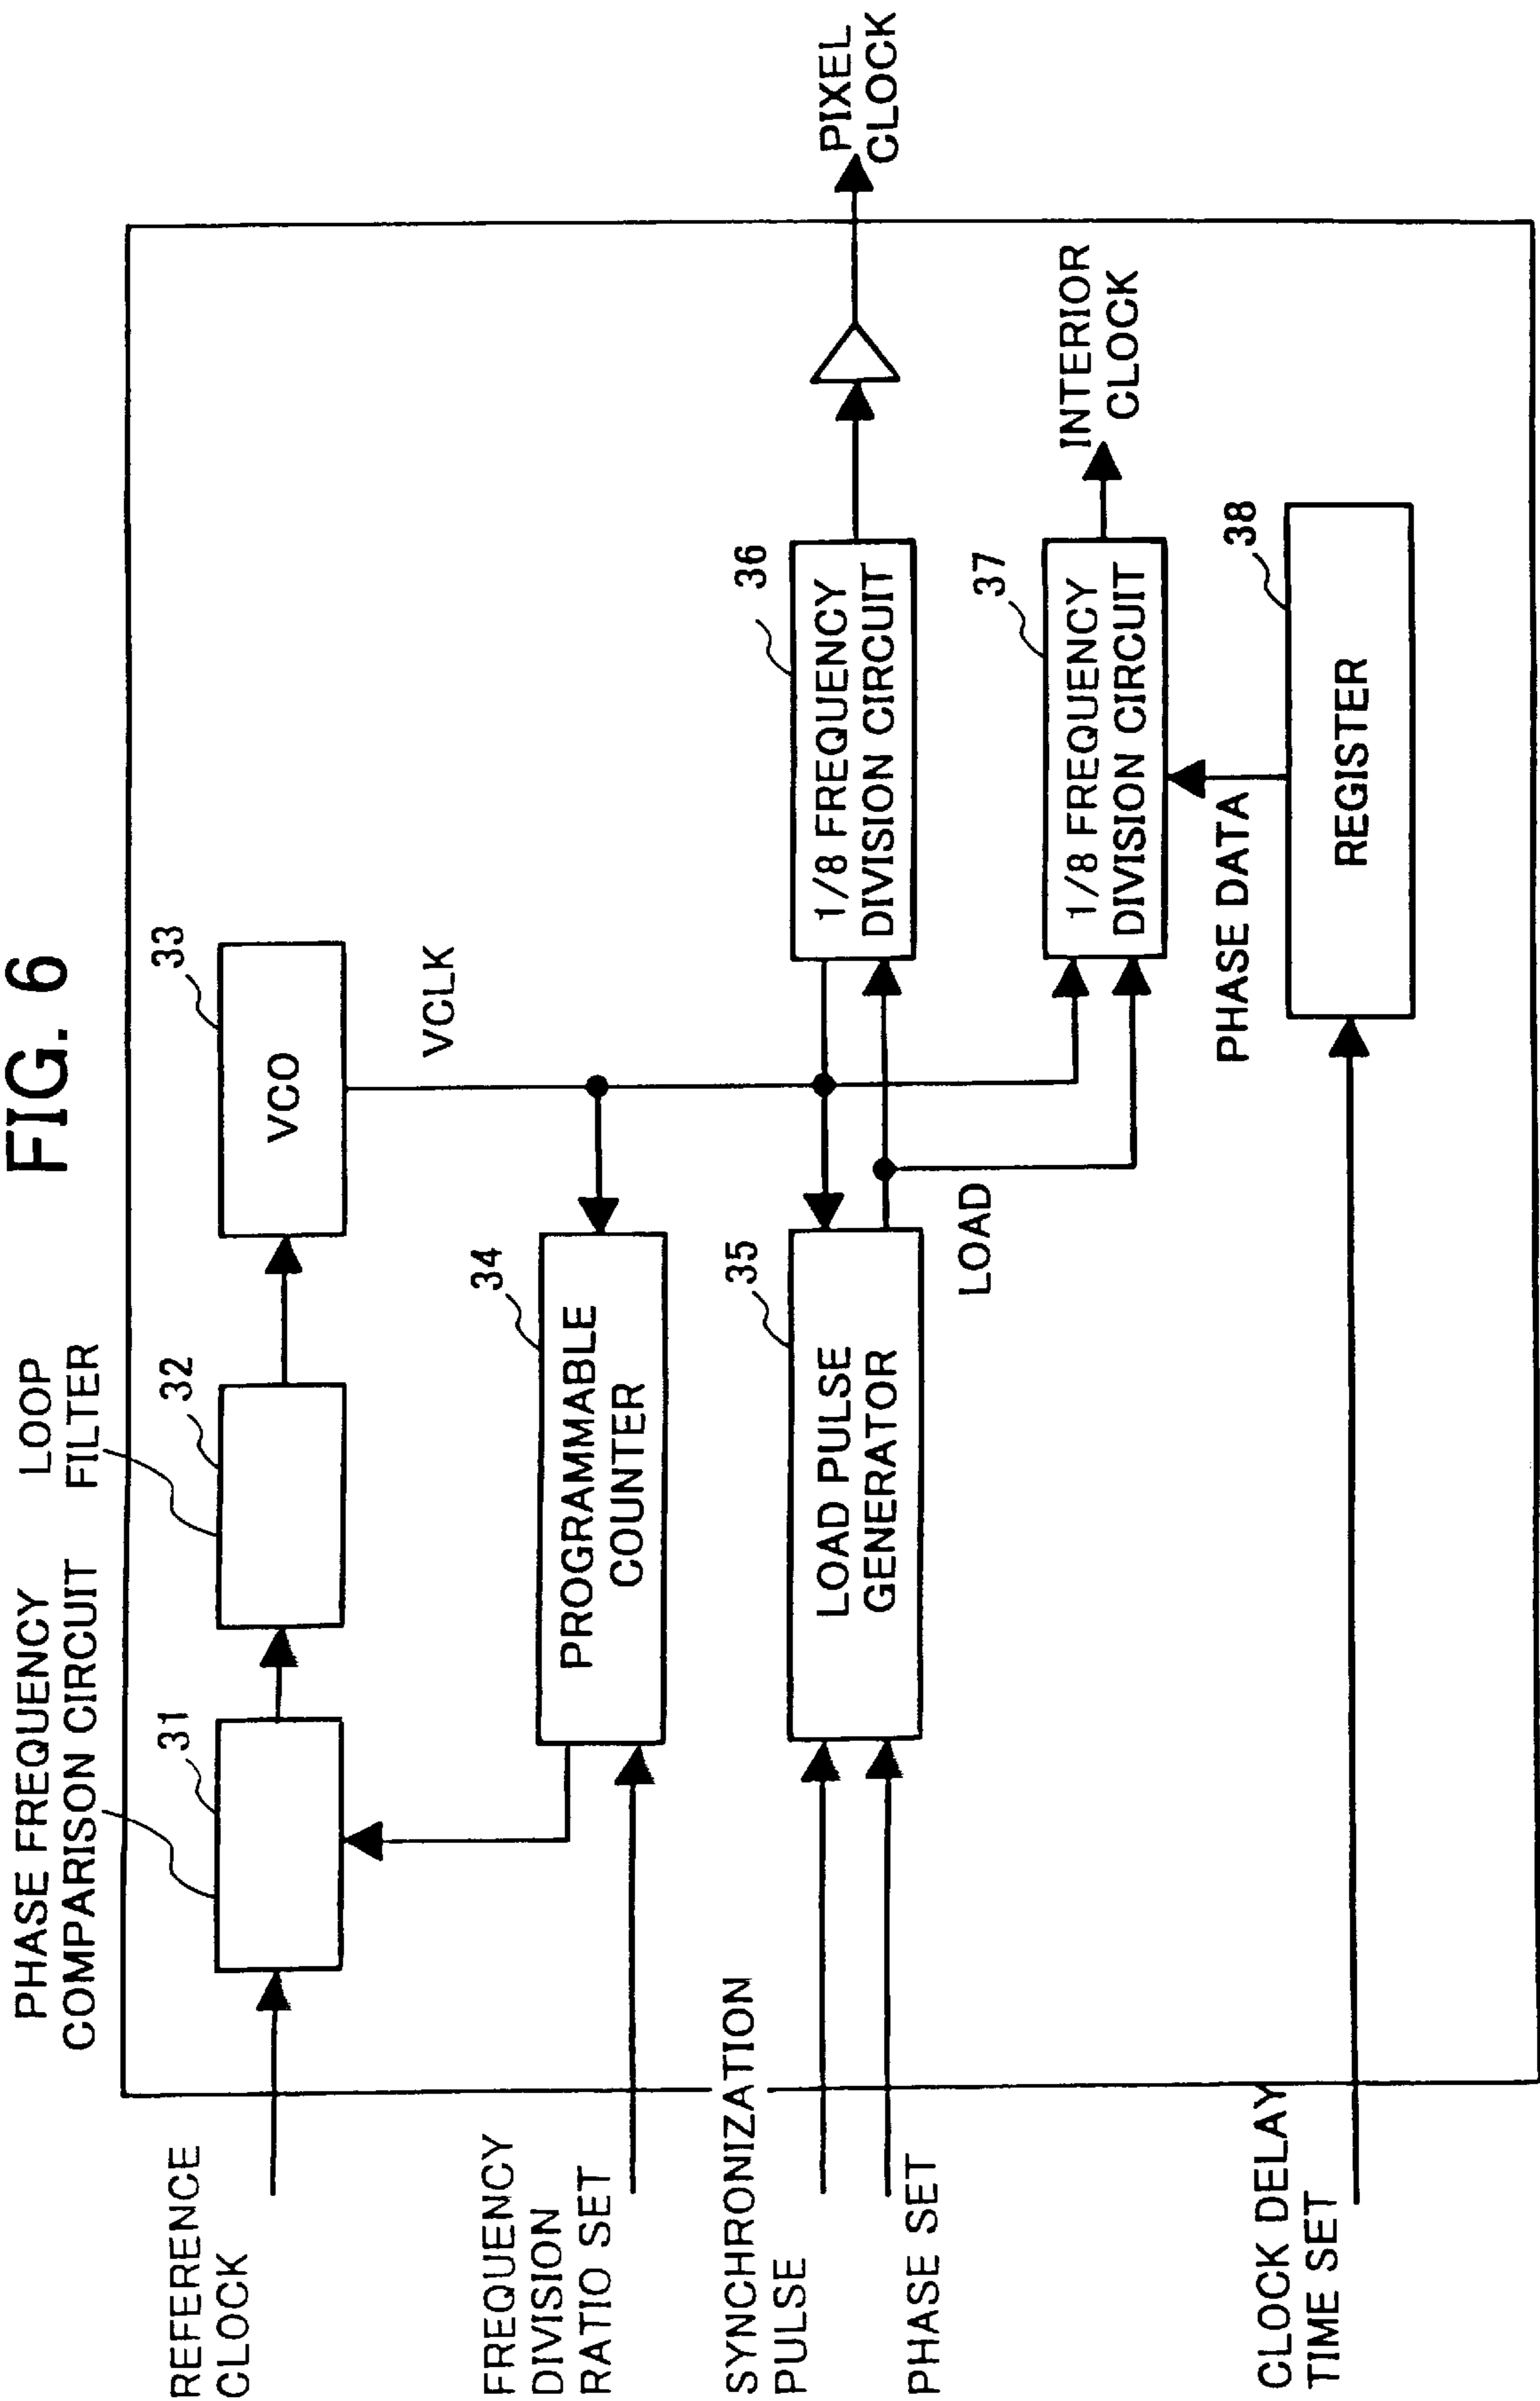 FIG. 6
PHASE FREQUENCY
COMPARISON CIRCUIT
LOOP
FILTER
31
32
33
VCO
VCLK
REFERENCE
CLOCK
34
PROGRAMMABLE
COUNTER
FREQUENCY
DIVISION
RATIO SET
35
LOAD PULSE
GENERATOR
LOAD
SYNCHRONIZATION
PULSE
PHASE SET
36
1/8 FREQUENCY
DIVISION CIRCUIT
PIXEL
CLOCK
37
1/8 FREQUENCY
DIVISION CIRCUIT
INTERIOR
CLOCK
PHASE DATA
38
REGISTER
CLOCK DELAY
TIME SET